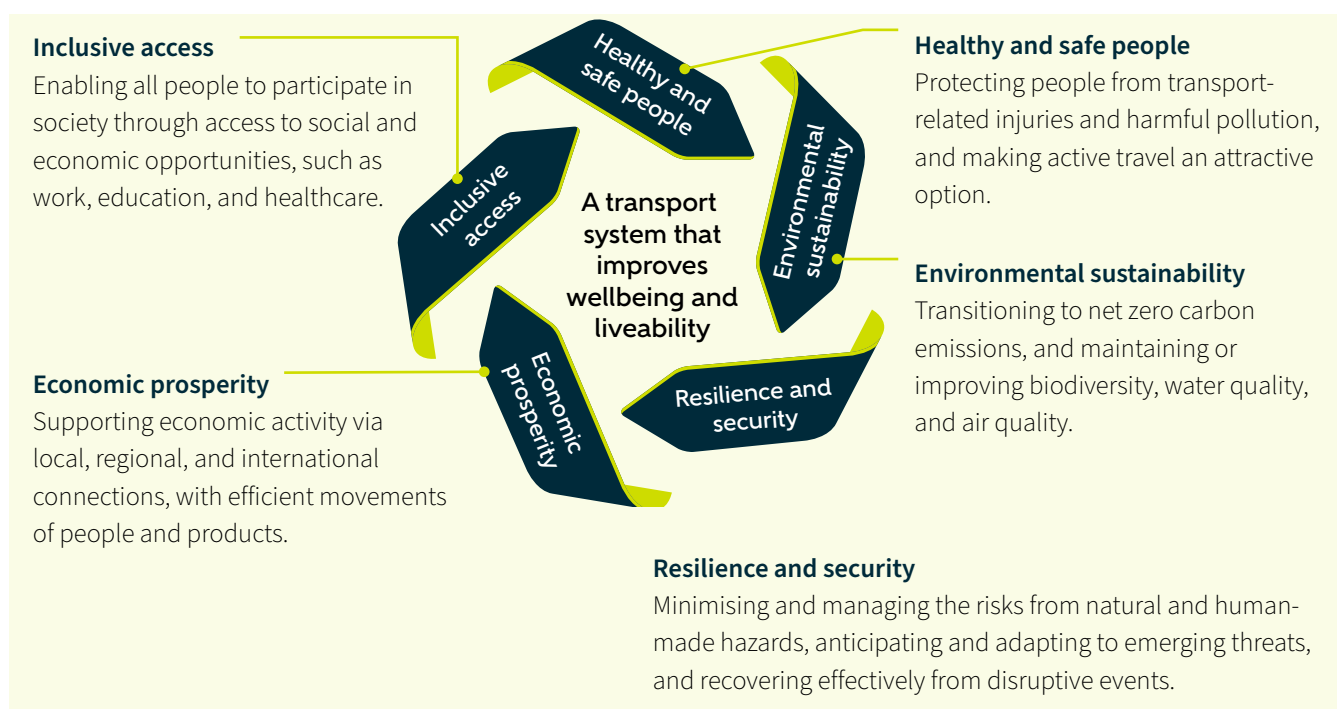 Inclusive access
Enabling all people to participate in
society through access to social and
economic opportunities, such as
work, education, and healthcare.
Economic prosperity
Supporting economic activity via
local, regional, and international
connections, with efficient movements
of people and products.
Healthy and
safe people
Environmental
sustainability
Resilience and
security
Economic
prosperity
Inclusive
access
A transport
system that
improves
wellbeing and
liveability
Healthy and safe people
Protecting people from transport-
related injuries and harmful pollution,
and making active travel an attractive
option.
Environmental sustainability
Transitioning to net zero carbon
emissions, and maintaining or
improving biodiversity, water quality,
and air quality.
Resilience and security
Minimising and managing the risks from natural and human-
made hazards, anticipating and adapting to emerging threats,
and recovering effectively from disruptive events.